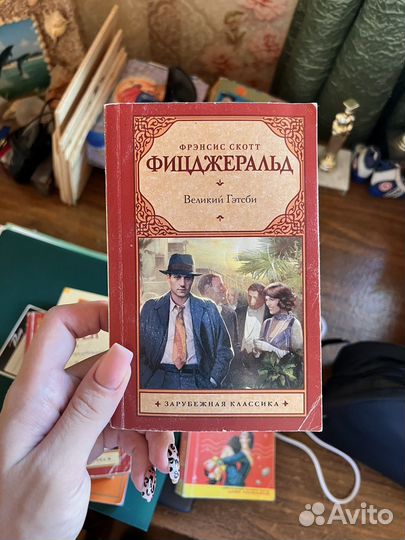 ФРЭНСИС СКОТТ
ФИЦДЖЕРАЛЬД
Великий Гэтсби
ЗАРУБЕЖНАЯ КЛАССИКА
Avito